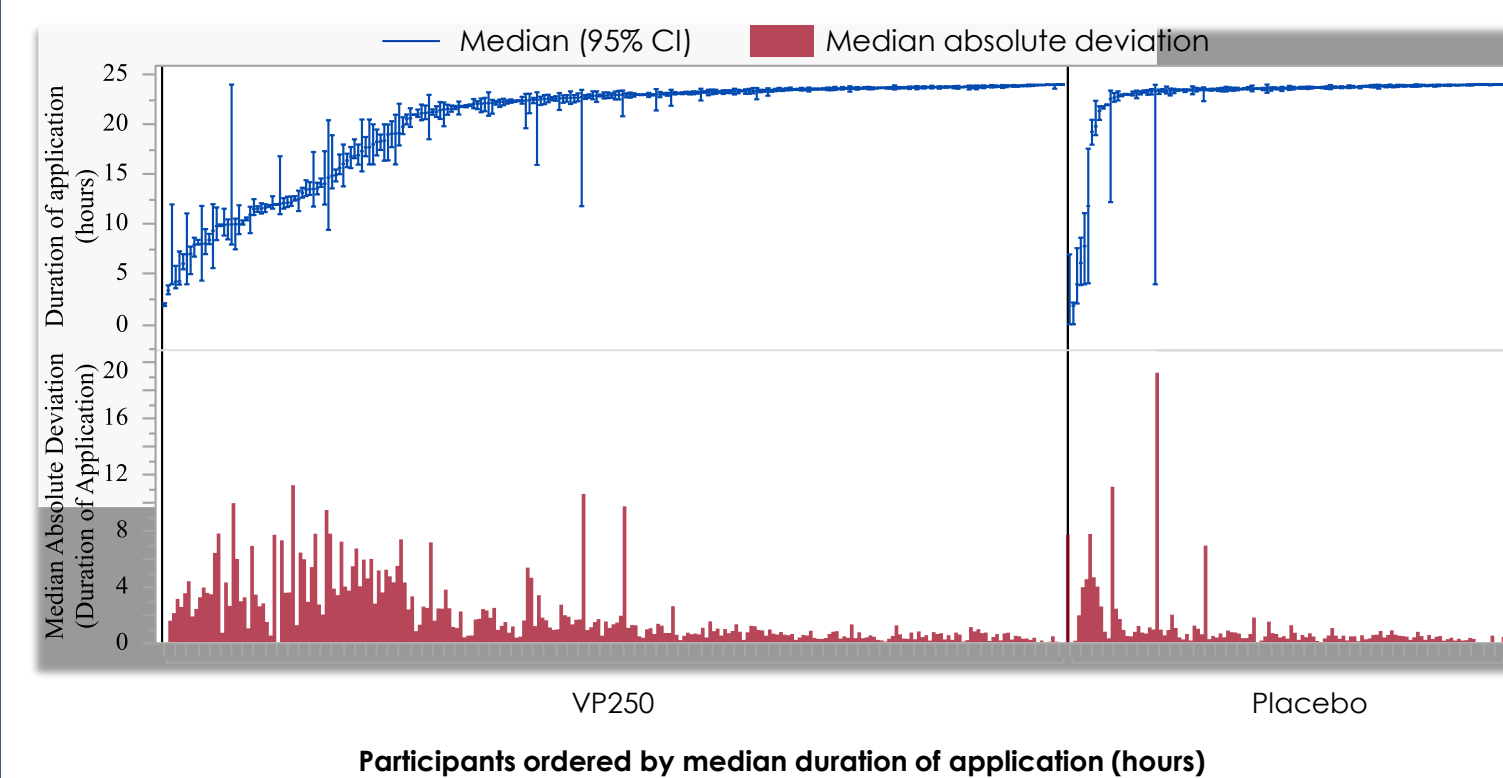 Median (95% CI) Median absolute deviation
Duration of application
(hours)
25
20
15
10
5
0
Median Absolute Deviation
(Duration of Application)
20
16
12
8
4
0
VP250 Placebo
Participants ordered by median duration of application (hours)